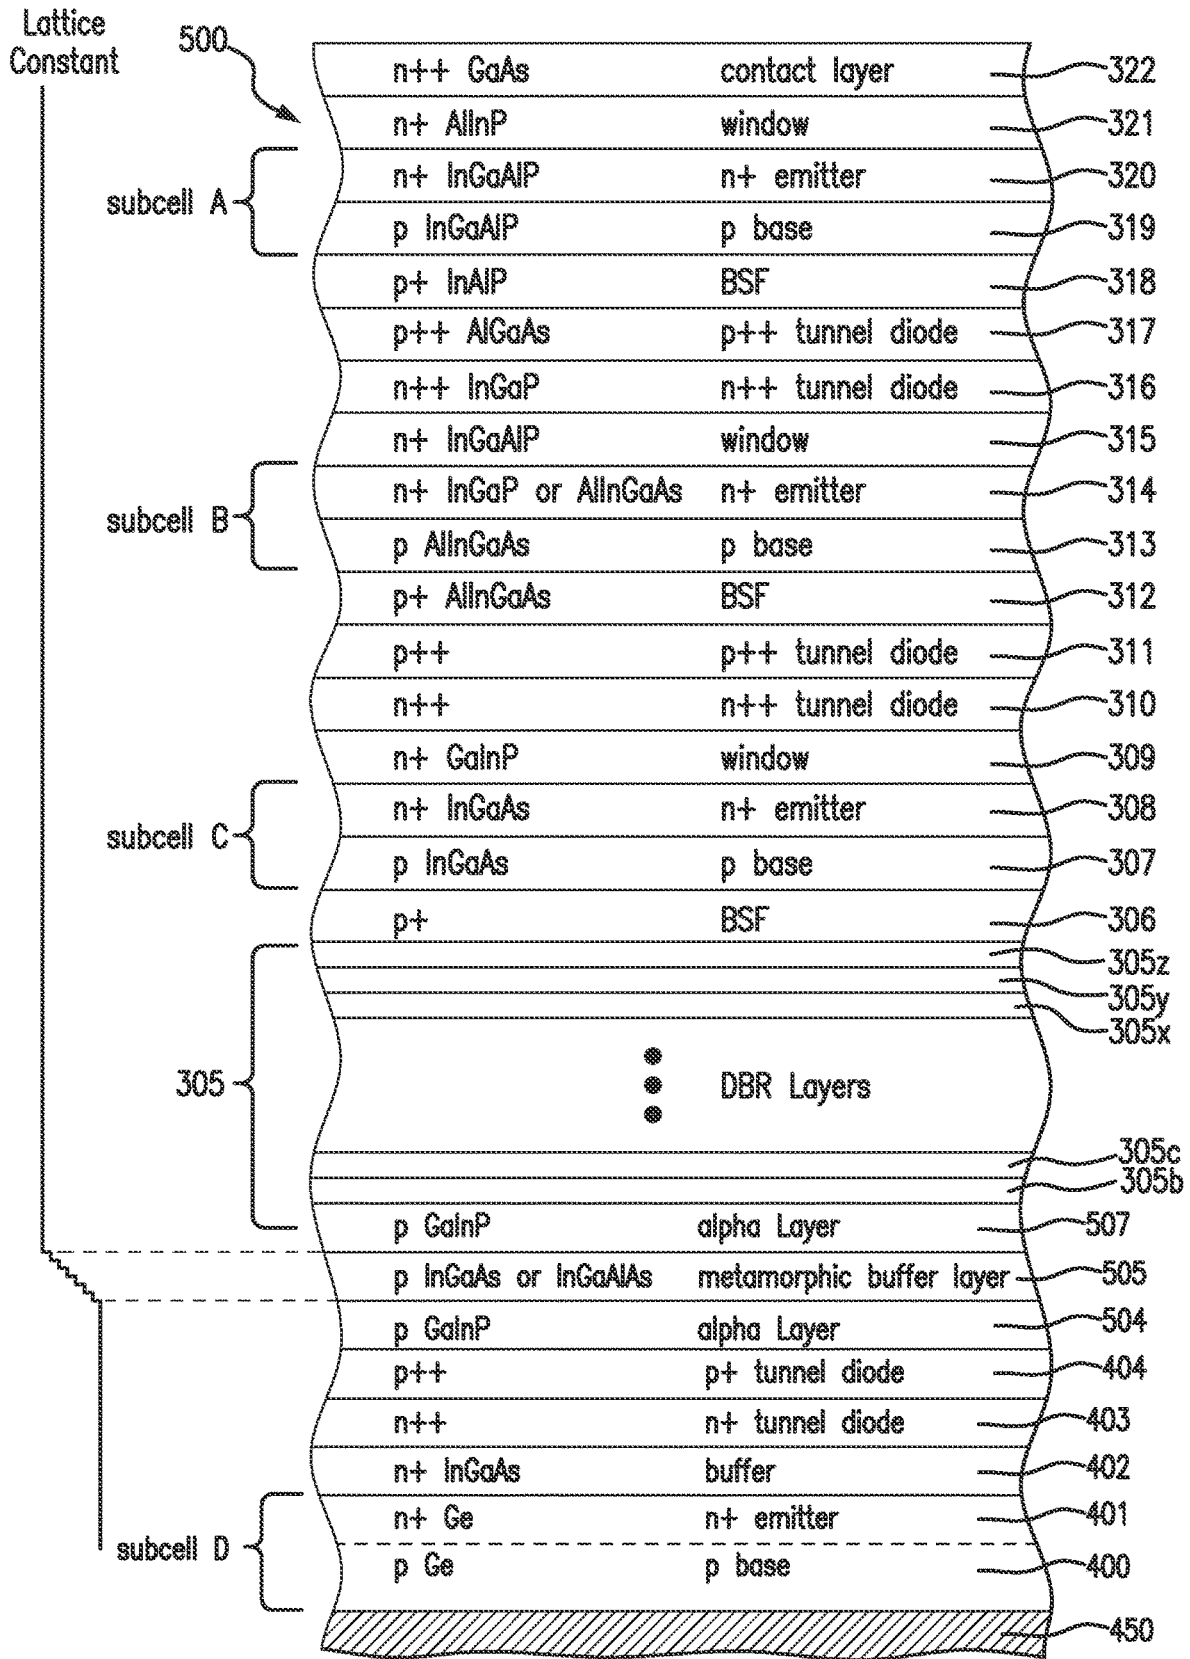 Lattice
Constant
500
n++ GaAs contact layer 322
n+ AlInP window 321
subcell A
n+ InGaAlP n+ emitter 320
p InGaAlP p base 319
p+ InAlP BSF 318
p++ AlGaAs p++ tunnel diode 317
n++ InGaP n++ tunnel diode 316
n+ InGaAlP window 315
subcell B
n+ InGaP or AlInGaAs n+ emitter 314
p AlInGaAs p base 313
p+ AlInGaAs BSF 312
p++ p++ tunnel diode 311
n++ n++ tunnel diode 310
n+ GaInP window 309
subcell C
n+ InGaAs n+ emitter 308
p InGaAs p base 307
p+ BSF 306
305z
305y
305x
305 DBR Layers
305c
305b
p GaInP alpha Layer 507
p InGaAs or InGaAlAs metamorphic buffer layer 505
p GaInP alpha Layer 504
p++ p+ tunnel diode 404
n++ n+ tunnel diode 403
n+ InGaAs buffer 402
subcell D
n+ Ge n+ emitter 401
p Ge p base 400
450